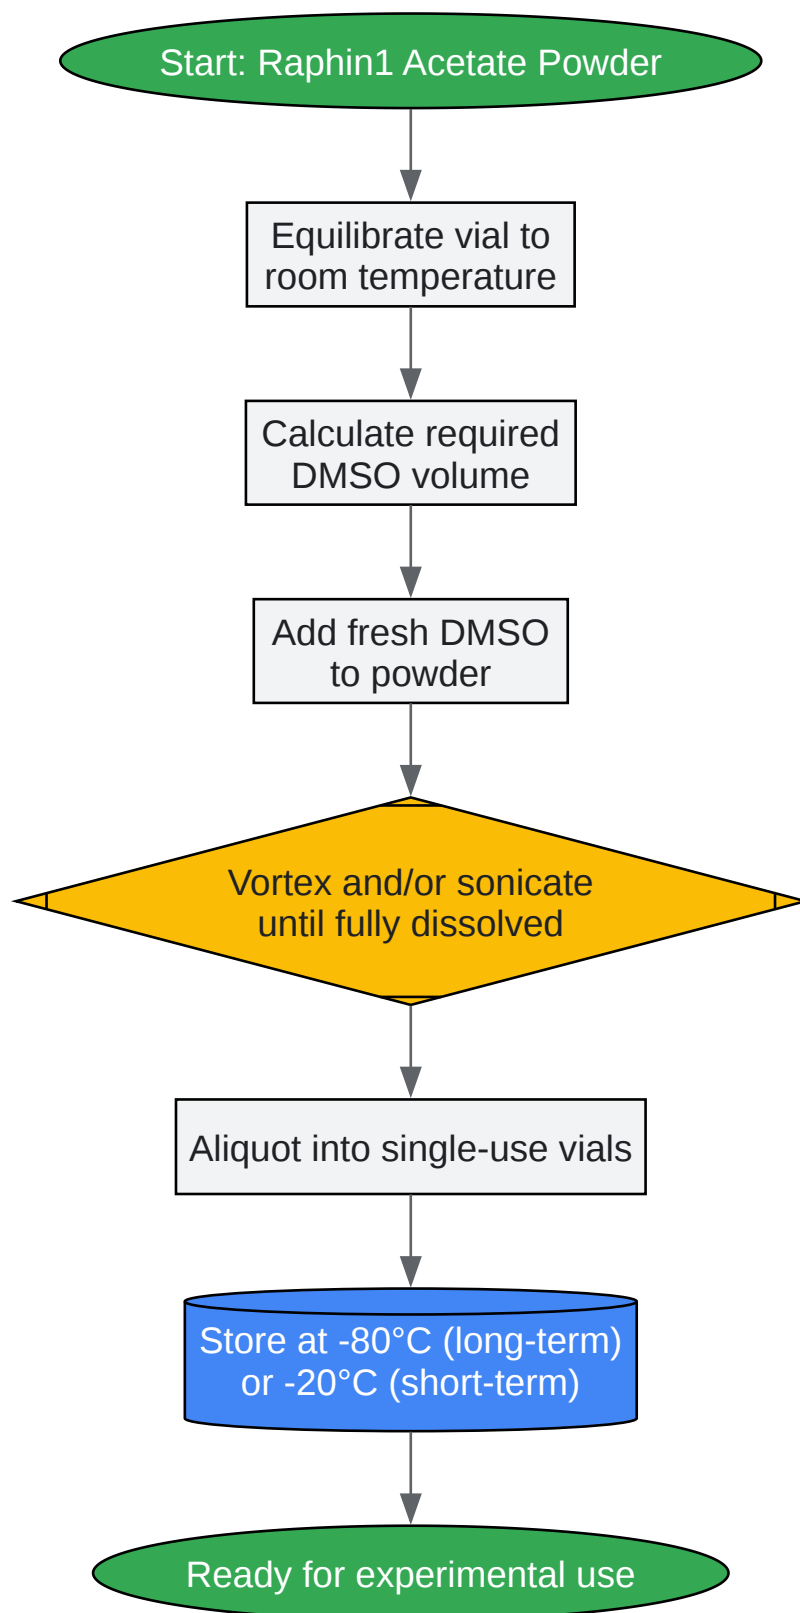 Start: Raphin1 Acetate Powder
Equilibrate vial to
room temperature
Calculate required
DMSO volume
Add fresh DMSO
to powder
Vortex and/or sonicate
until fully dissolved
Aliquot into single-use vials
Store at -80°C (long-term)
or -20°C (short-term)
Ready for experimental use